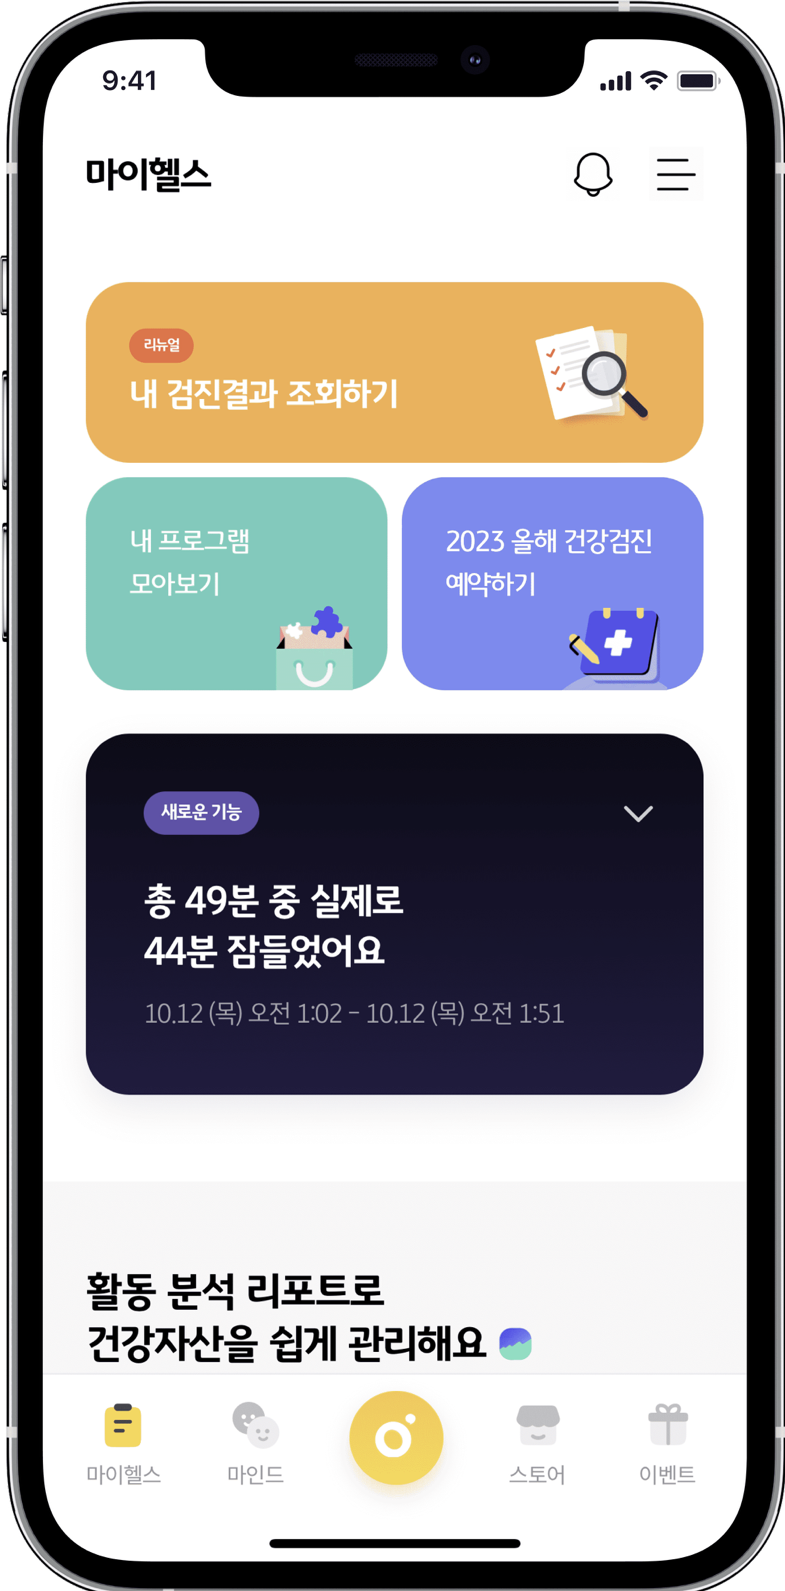 9:41
마이헬스
리뉴얼
내 검진결과 조회하기
내 프로그램
모아보기
2023 올해 건강검진
예약하기
새로운 기능
총 49분 중 실제로
44분 잠들었어요
10.12 (목) 오전 1:02 - 10.12 (목) 오전 1:51
활동 분석 리포트로
건강자산을 쉽게 관리해요
마이헬스
마인드
스토어
이벤트